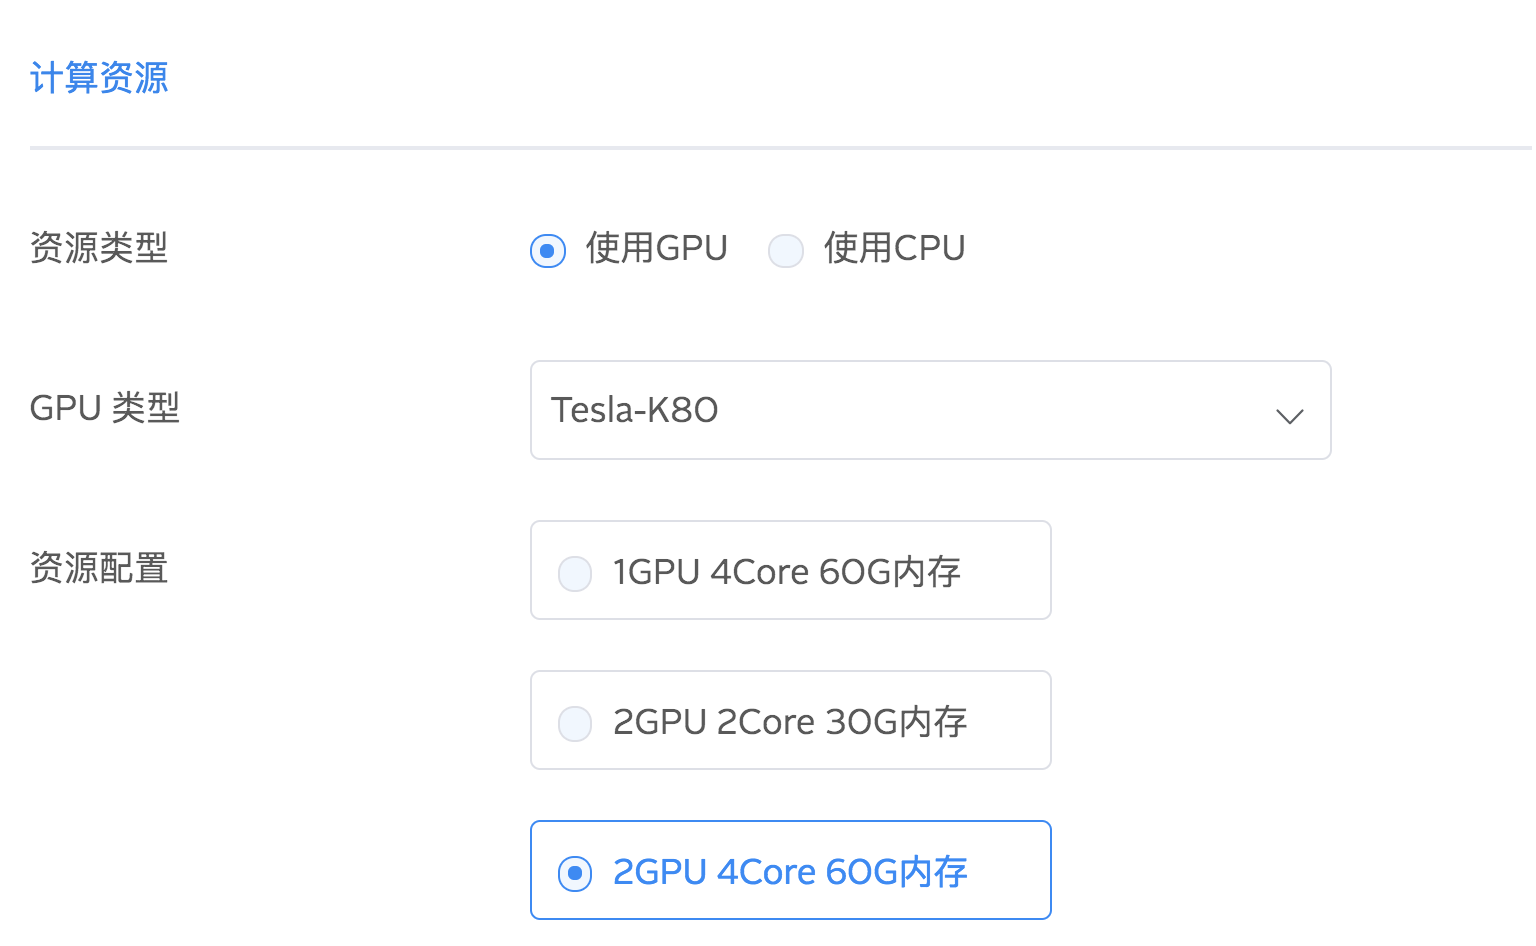 计算资源
资源类型 使用GPU 使用CPU
GPU 类型 Tesla-K80
资源配置 1GPU 4Core 60G内存
2GPU 2Core 30G内存
2GPU 4Core 60G内存